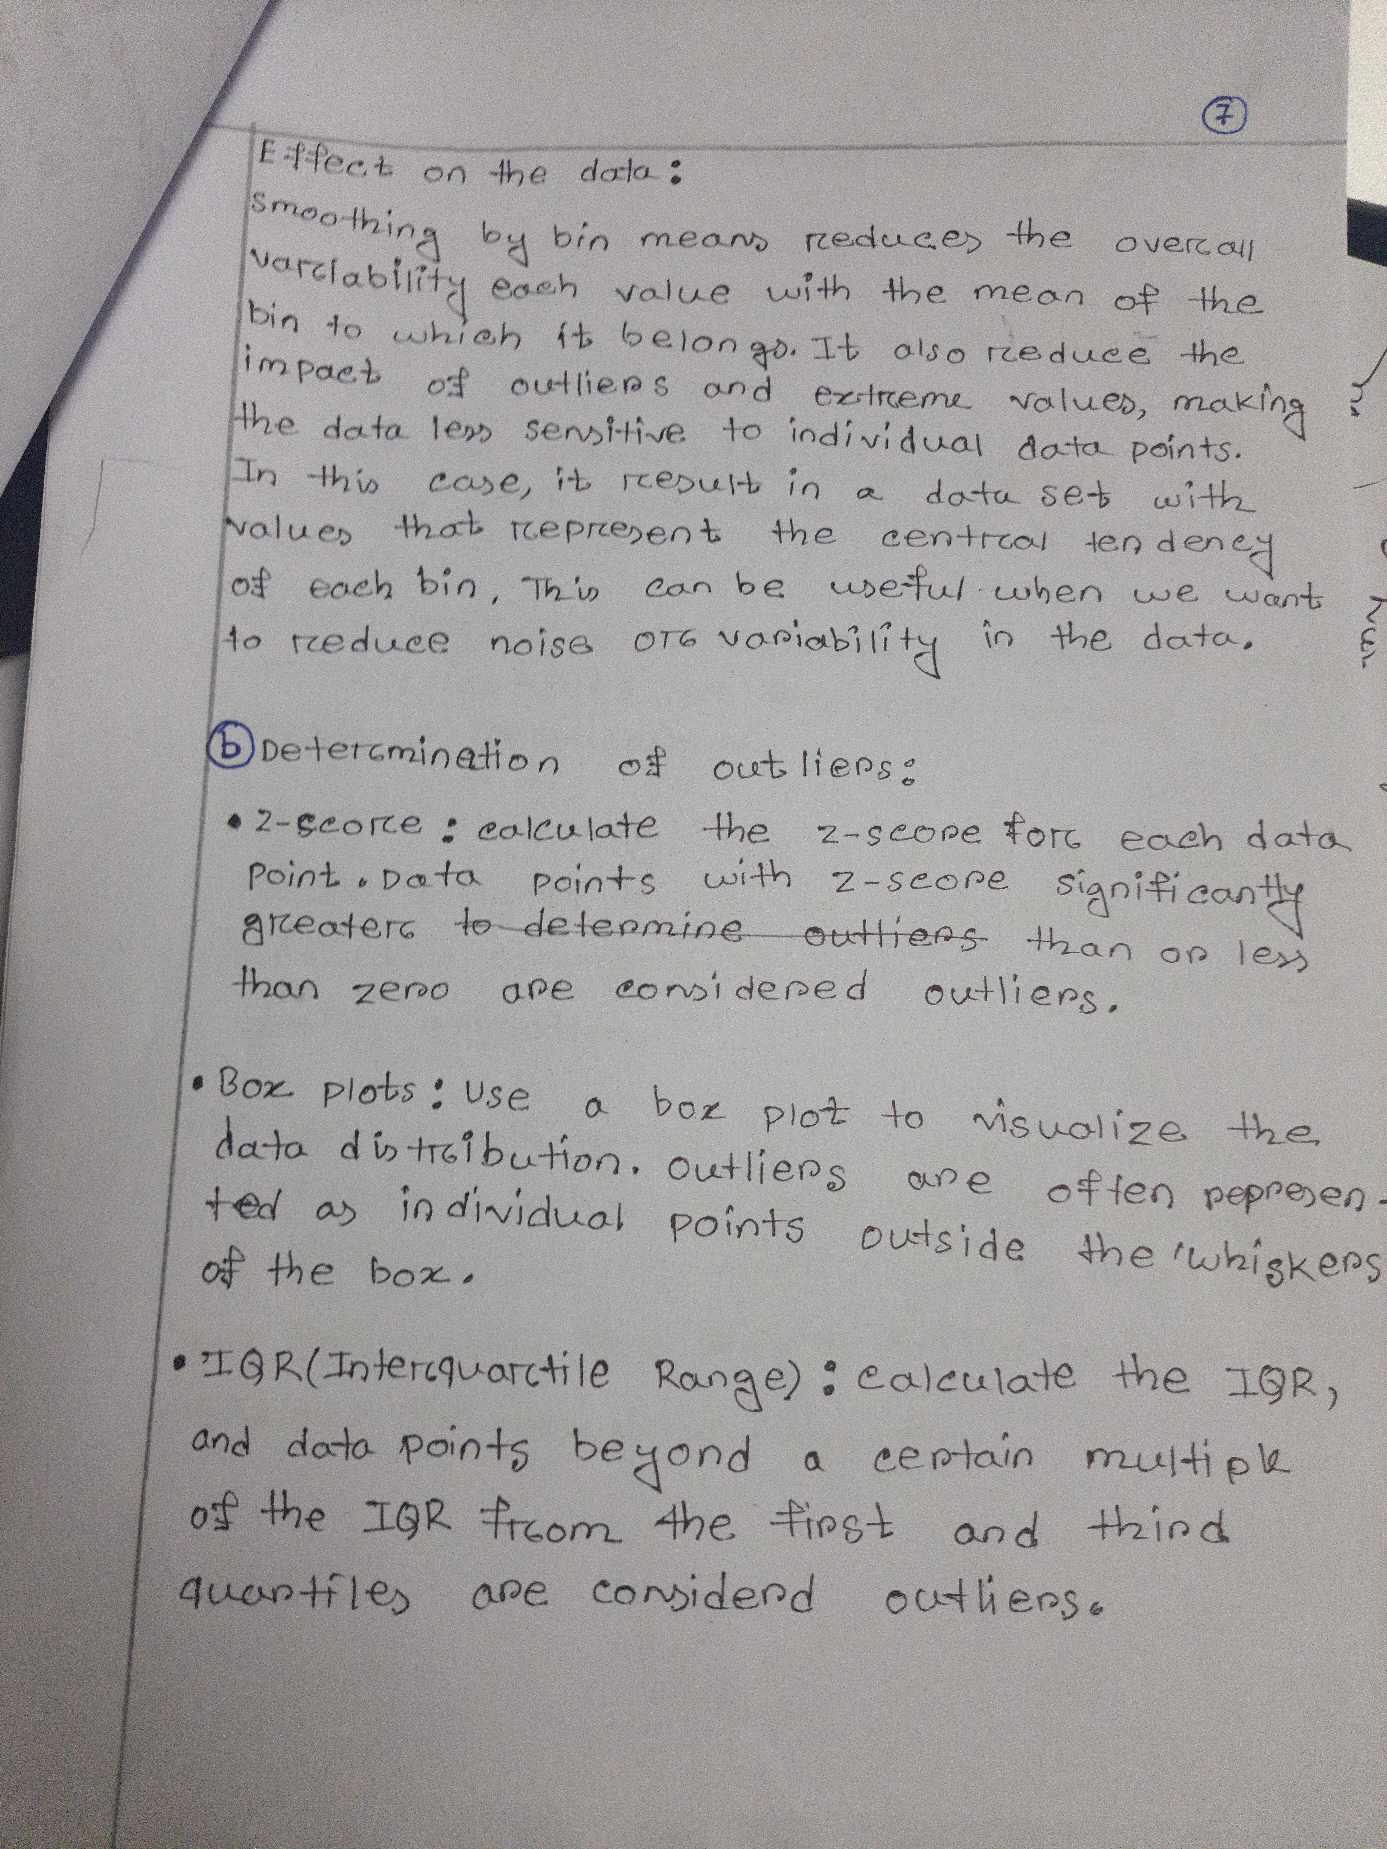 7
Effect on the data:
Smoothing by bin means reduces the overall
variability each value with the mean of the
bin to which it belongs. It also reduce the
impact of outliers and extreme values, making
the data less sensitive to individual data points.
In this case, it result in a data set with
values that represent the central tendency
of each bin, This can be useful when we want
to reduce noise or variability in the data.
b Determination of outliers:
• Z-score: calculate the z-score for each data
point. Data points with z-score significantly
greater to determine outliers than or less
than zero are considered outliers.
• Box plots: Use a box plot to visualize the
data distribution. Outliers are often represen-
ted as individual points outside the "whiskers
of the box.
• IQR(Interquartile Range): Calculate the IQR,
and data points beyond a certain multiple
of the IQR from the first and third
quartiles are considerd outliers.